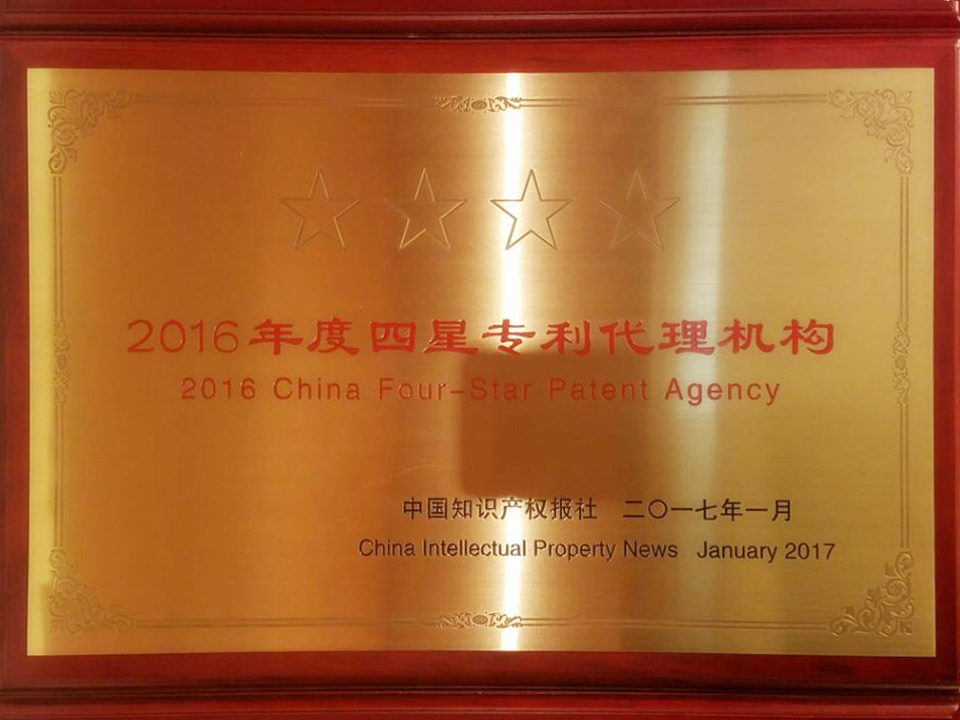 2016年度四星专利代理机构
2016 China Four-Star Patent Agency
中国知识产权报社 二〇一七年一月
China Intellectual Property News January 2017